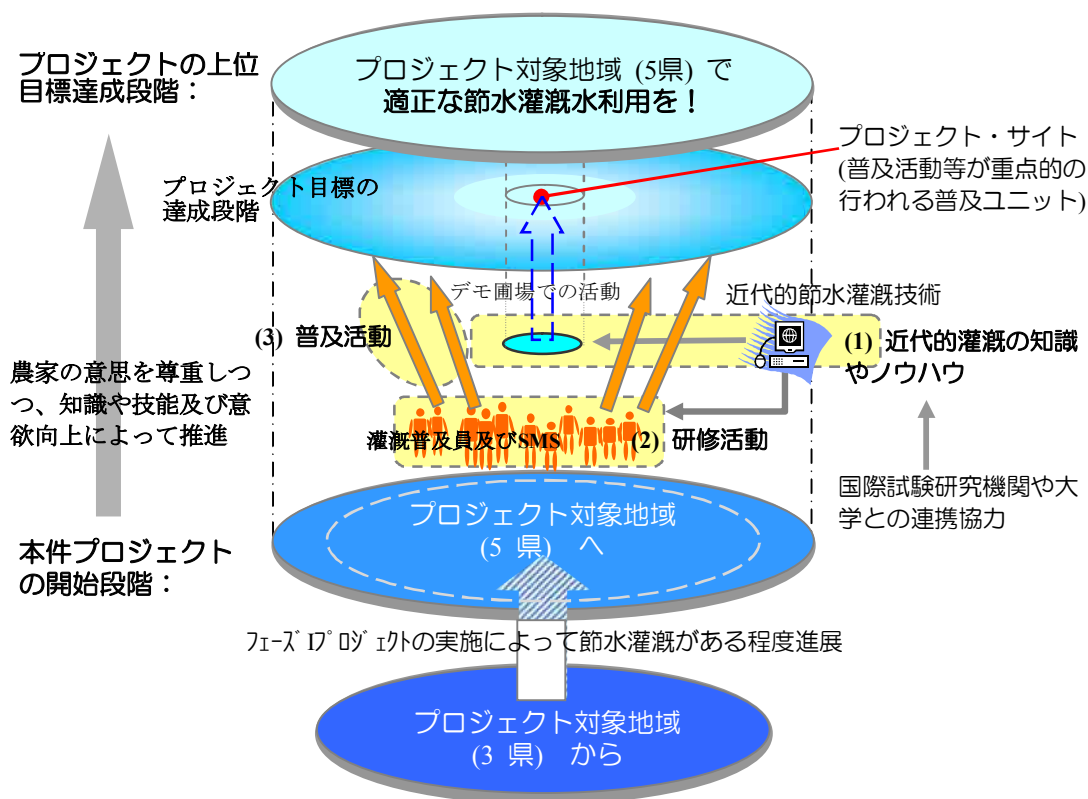 プロジェクトの上位
目標達成段階：
プロジェクト対象地域 (5県) で
適正な節水灌漑水利用を！
プロジェクト・サイト
(普及活動等が重点的の
行われる普及ユニット)
プロジェクト目標の
達成段階
デモ圃場での活動
近代的節水灌漑技術
(3) 普及活動
(1) 近代的灌漑の知識
やノウハウ
農家の意思を尊重しつ
つ、知識や技能及び意
欲向上によって推進
灌漑普及員及びSMS
(2) 研修活動
国際試験研究機関や大
学との連携協力
プロジェクト対象地域
(5 県) へ
本件プロジェクト
の開始段階：
ﾌｪｰｽﾞIﾌﾟﾛｼﾞｪｸﾄの実施によって節水灌漑がある程度進展
プロジェクト対象地域
(3 県) から